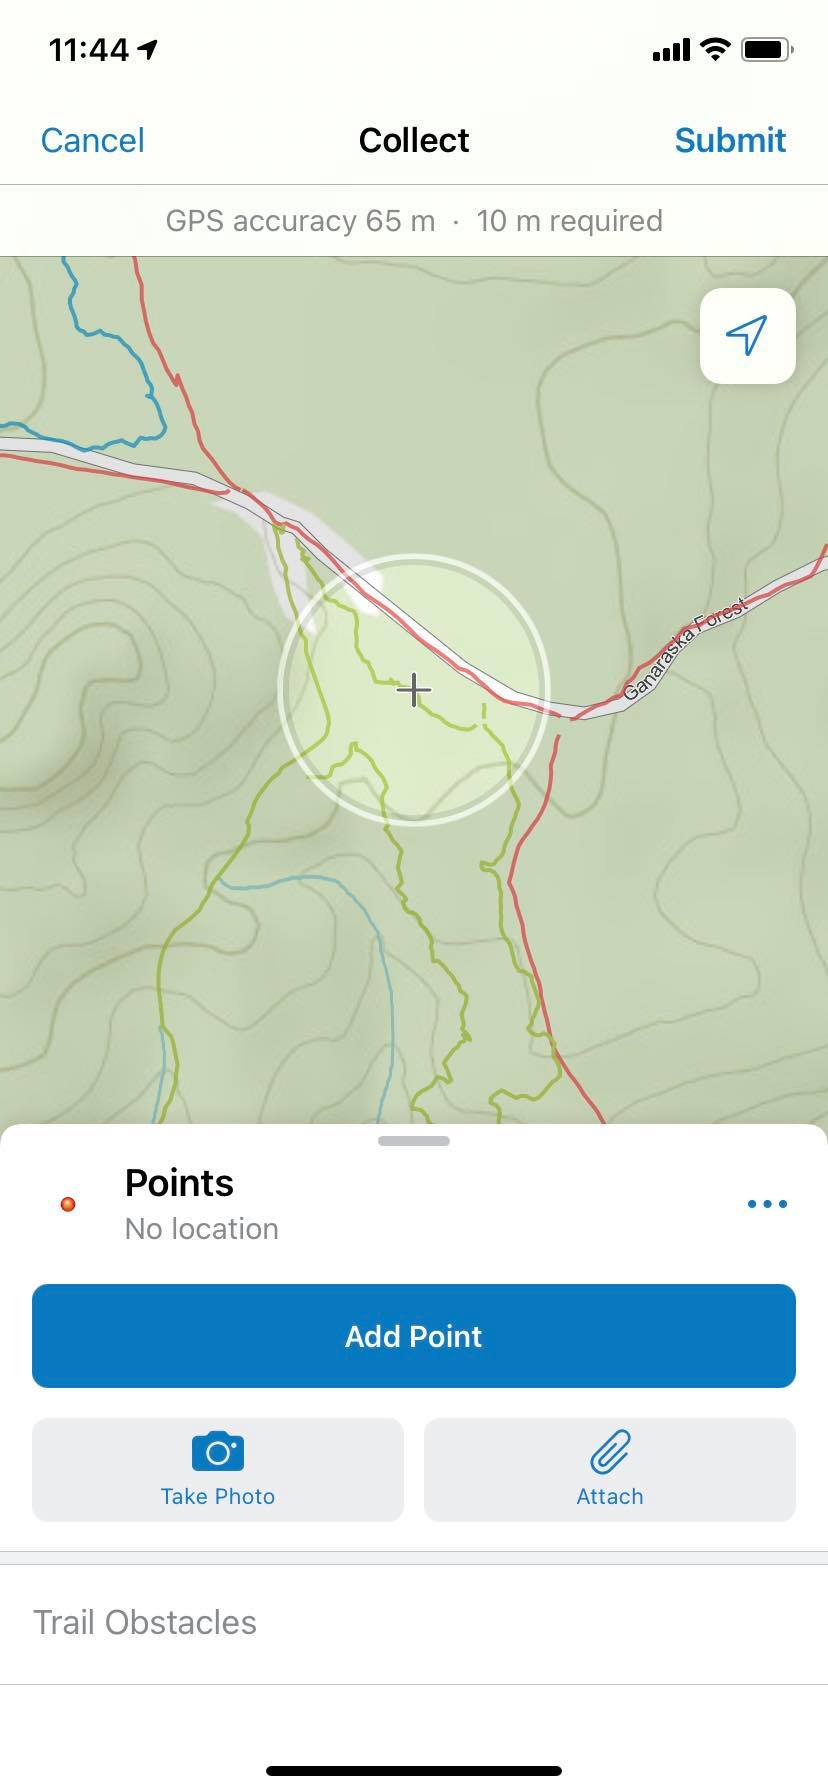 11:44
Cancel Collect Submit
GPS accuracy 65 m · 10 m required
Ganaraska Forest
Points
No location
Add Point
Take Photo Attach
Trail Obstacles